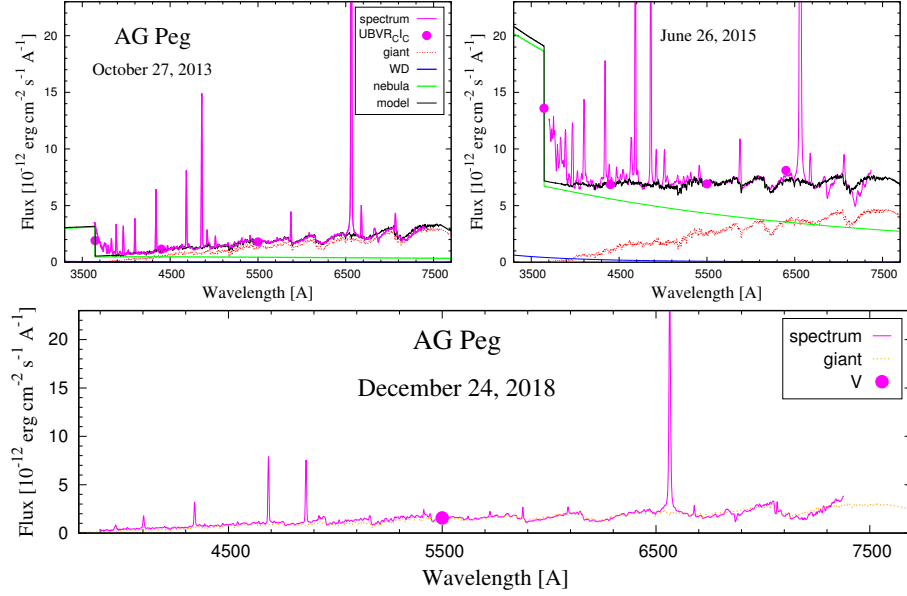 AG Peg
October 27, 2013
spectrum
UBVR_CI_C
giant
WD
nebula
model
Flux [10⁻¹² erg cm⁻² s⁻¹ A⁻¹]
0
5
10
15
20
3500
4500
5500
6500
7500
Wavelength [A]
June 26, 2015
Flux [10⁻¹² erg cm⁻² s⁻¹ A⁻¹]
0
5
10
15
20
3500
4500
5500
6500
7500
Wavelength [A]
AG Peg
December 24, 2018
spectrum
giant
V
Flux [10⁻¹² erg cm⁻² s⁻¹ A⁻¹]
0
5
10
15
20
4500
5500
6500
7500
Wavelength [A]